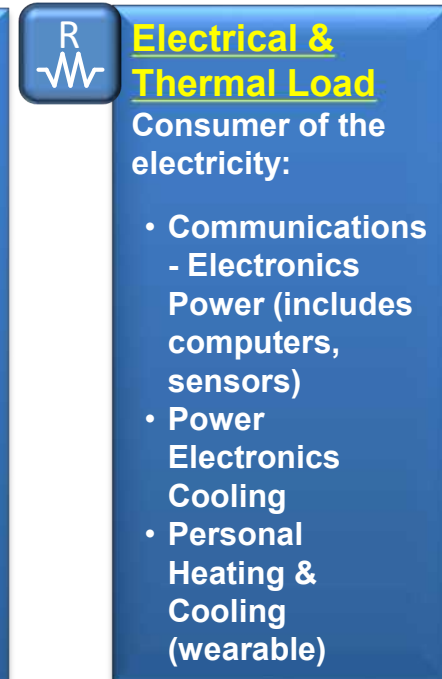 R
Electrical &
Thermal Load
Consumer of the
electricity:
• Communications
- Electronics
Power (includes
computers,
sensors)
• Power
Electronics
Cooling
• Personal
Heating &
Cooling
(wearable)